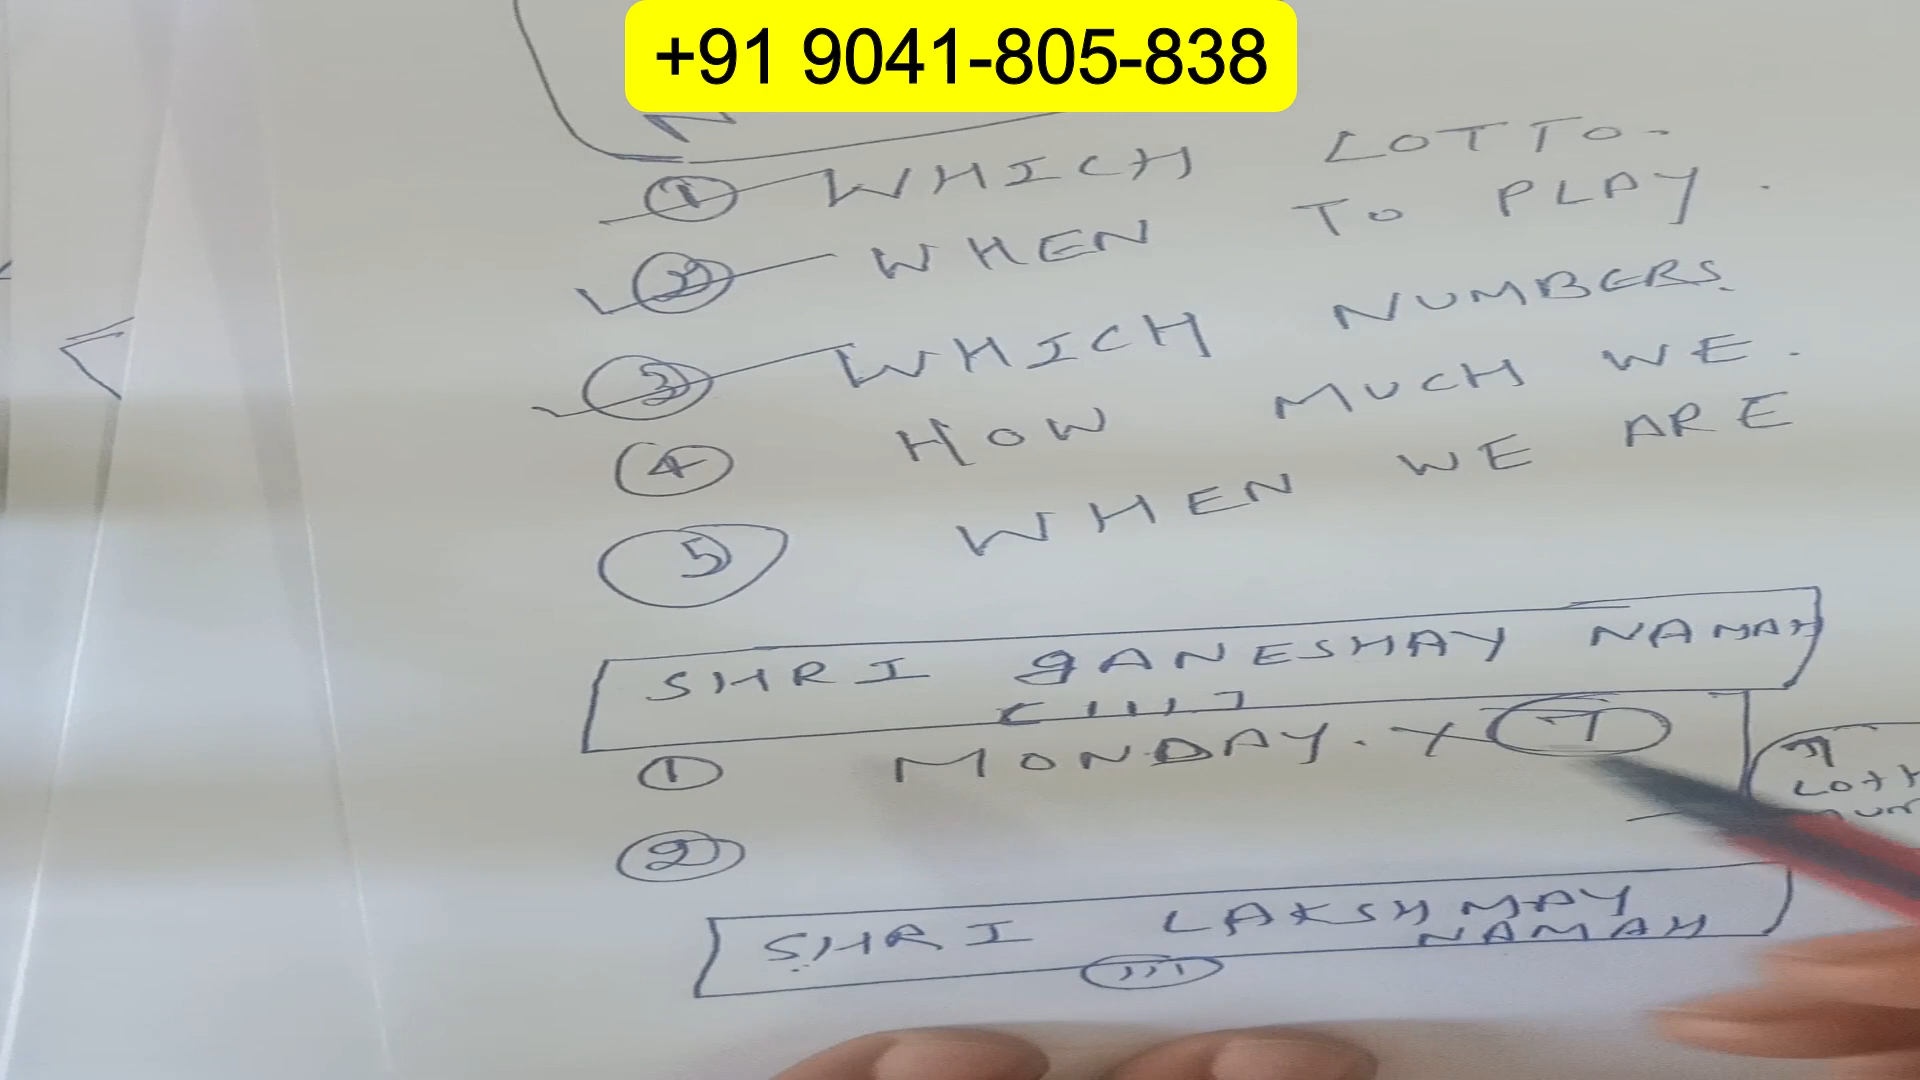 +91 9041-805-838
① WHICH LOTTO.
② WHEN TO PLAY.
③ WHICH NUMBERS.
④ HOW MUCH WE.
⑤ WHEN WE ARE
SHRI GANESHAY NAMAH
① MONDAY. X 7
②
SHRI LAKSHMAY
NAMAH